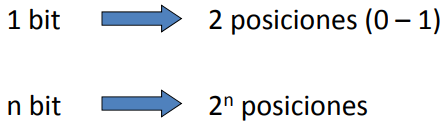 1 bit 2 posiciones (0 – 1)
n bit 2ⁿ posiciones